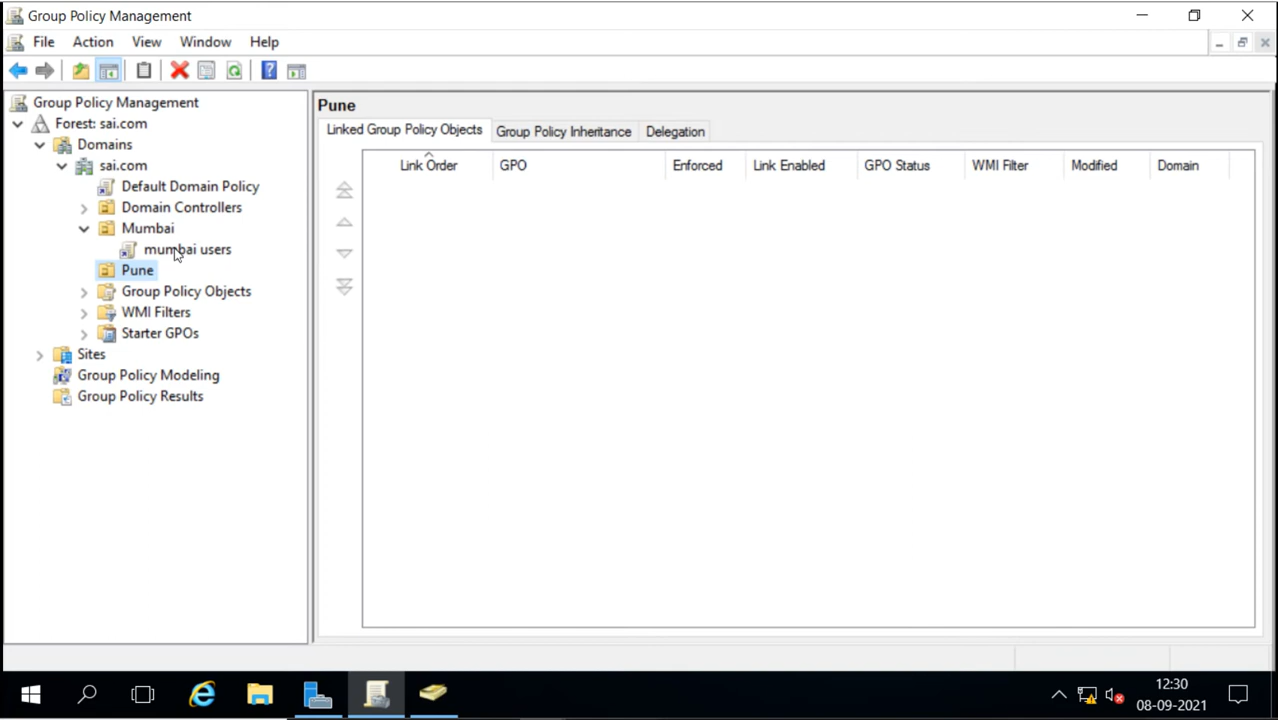 Group Policy Management
File Action View Window Help
Group Policy Management
Forest: sai.com
Domains
sai.com
Default Domain Policy
Domain Controllers
Mumbai
mumbai users
Pune
Group Policy Objects
WMI Filters
Starter GPOs
Sites
Group Policy Modeling
Group Policy Results
Pune
Linked Group Policy Objects Group Policy Inheritance Delegation
Link Order GPO Enforced Link Enabled GPO Status WMI Filter Modified Domain
12:30
08-09-2021